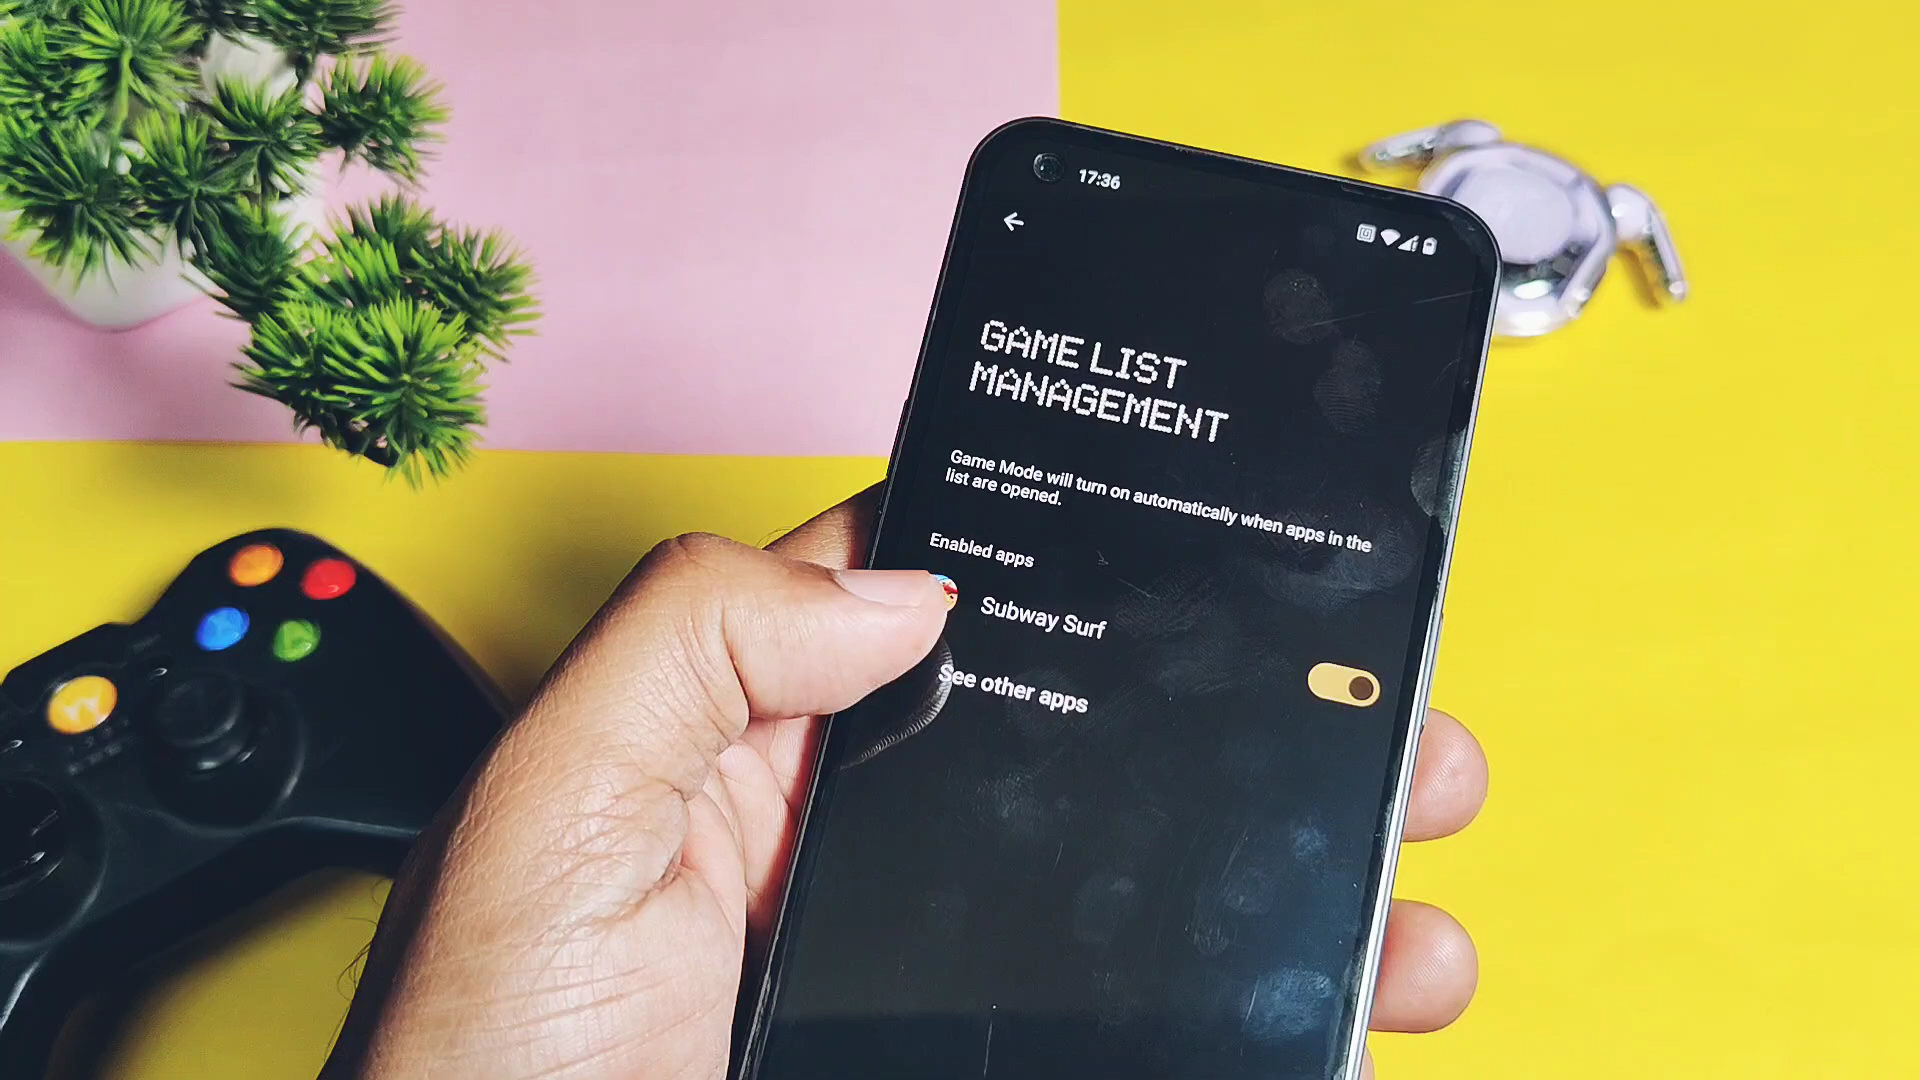 17:36
GAME LIST
MANAGEMENT
Game Mode will turn on automatically when apps in the
list are opened.
Enabled apps
Subway Surf
See other apps